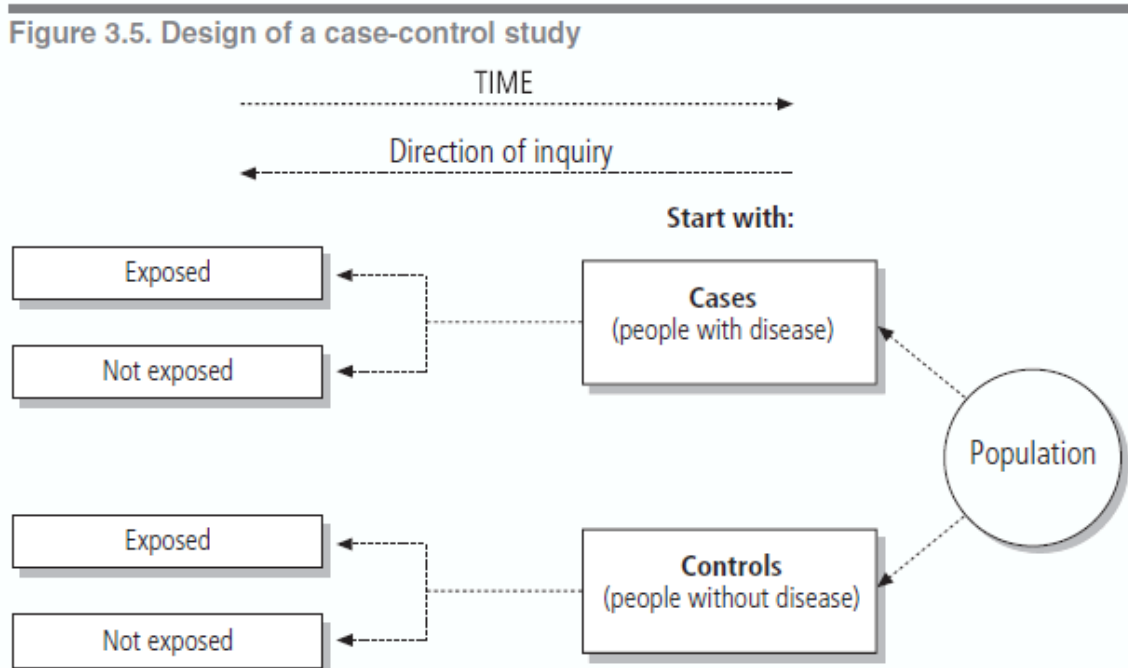 Figure 3.5. Design of a case-control study
TIME
Direction of inquiry
Start with:
Exposed
Cases
(people with disease)
Not exposed
Population
Exposed
Controls
(people without disease)
Not exposed